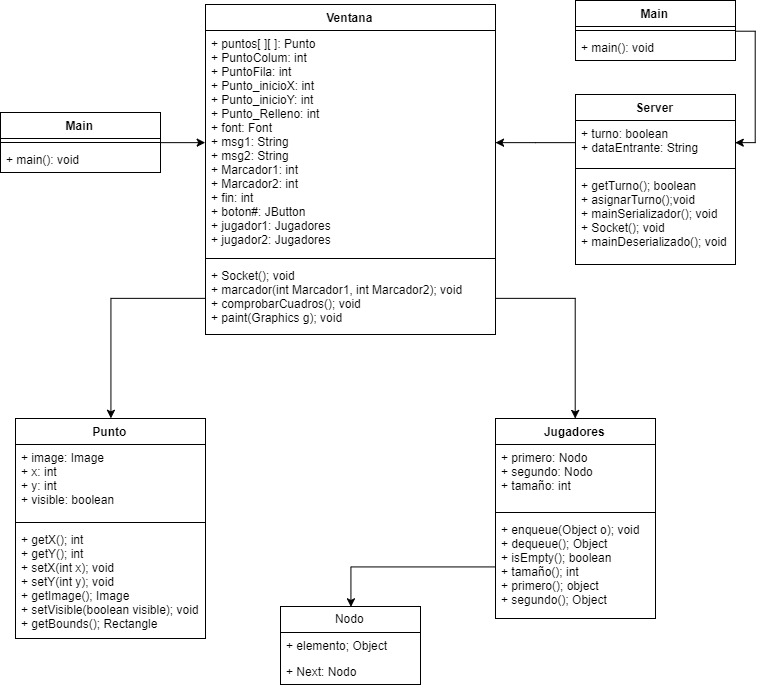 Ventana
+ puntos[ ][ ]: Punto
+ PuntoColum: int
+ PuntoFila: int
+ Punto_inicioX: int
+ Punto_inicioY: int
+ Punto_Relleno: int
+ font: Font
+ msg1: String
+ msg2: String
+ Marcador1: int
+ Marcador2: int
+ fin: int
+ boton#: JButton
+ jugador1: Jugadores
+ jugador2: Jugadores
+ Socket(); void
+ marcador(int Marcador1, int Marcador2); void
+ comprobarCuadros(); void
+ paint(Graphics g); void
Main
+ main(): void
Server
+ turno: boolean
+ dataEntrante: String
+ getTurno(); boolean
+ asignarTurno();void
+ mainSerializador(); void
+ Socket(); void
+ mainDeserializado(); void
Main
+ main(): void
Punto
+ image: Image
+ x: int
+ y: int
+ visible: boolean
+ getX(); int
+ getY(); int
+ setX(int x); void
+ setY(int y); void
+ getImage(); Image
+ setVisible(boolean visible); void
+ getBounds(); Rectangle
Jugadores
+ primero: Nodo
+ segundo: Nodo
+ tamaño: int
+ enqueue(Object o); void
+ dequeue(); Object
+ isEmpty(); boolean
+ tamaño(); int
+ primero(); object
+ segundo(); Object
Nodo
+ elemento; Object
+ Next: Nodo